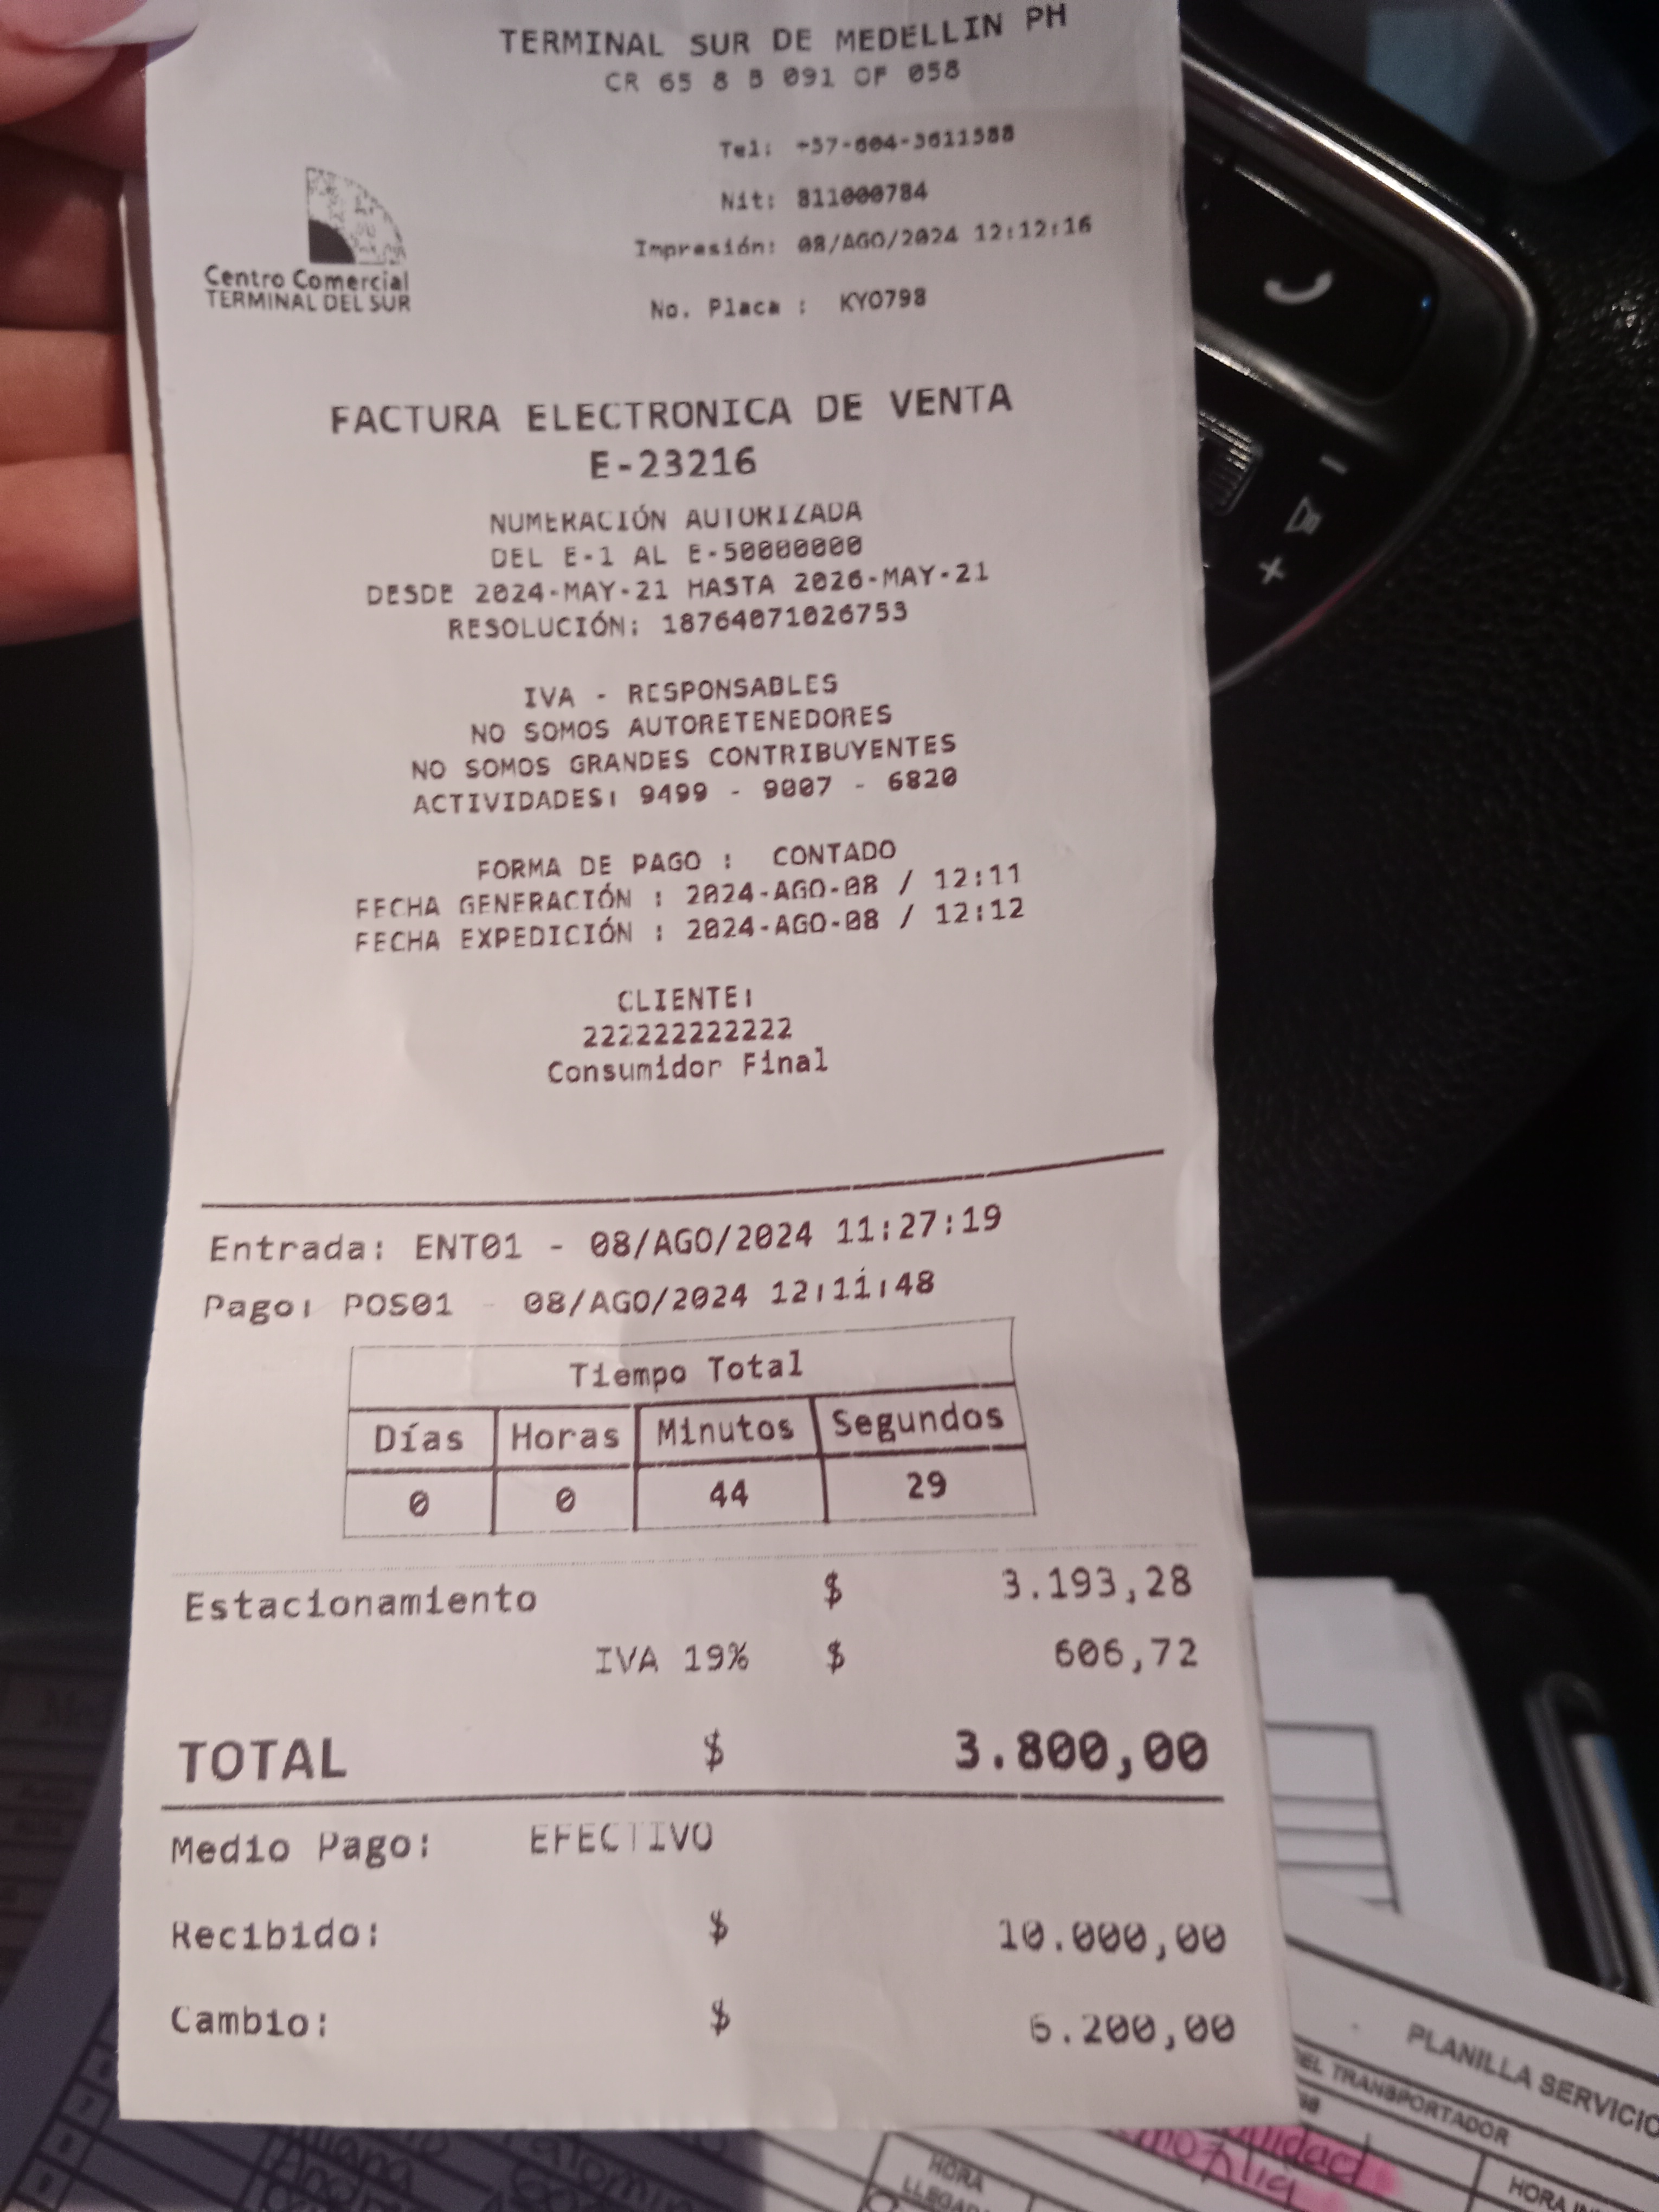 TERMINAL SUR DE MEDELLIN PH
CR 65 8 B 091 OF 058
Tel: +57-604-3611588
Nit: 811000784
Impresión: 08/AGO/2024 12:12:16
No. Placa : KYO798
Centro Comercial
TERMINAL DEL SUR
FACTURA ELECTRONICA DE VENTA
E-23216
NUMERACIÓN AUTORIZADA
DEL E-1 AL E-50000000
DESDE 2024-MAY-21 HASTA 2026-MAY-21
RESOLUCIÓN: 18764071026753
IVA - RESPONSABLES
NO SOMOS AUTORETENEDORES
NO SOMOS GRANDES CONTRIBUYENTES
ACTIVIDADES: 9499 - 9007 - 6820
FORMA DE PAGO : CONTADO
FECHA GENERACIÓN : 2024-AGO-08 / 12:11
FECHA EXPEDICIÓN : 2024-AGO-08 / 12:12
CLIENTE:
222222222222
Consumidor Final
Entrada: ENT01 - 08/AGO/2024 11:27:19
Pago: POS01 - 08/AGO/2024 12:11:48
Tiempo Total
Días Horas Minutos Segundos
0 0 44 29
Estacionamiento $ 3.193,28
IVA 19% $ 606,72
TOTAL $ 3.800,00
Medio Pago: EFECTIVO
Recibido: $ 10.000,00
Cambio: $ 6.200,00
PLANILLA SERVICIO
DEL TRANSPORTADOR
HORA
HORA